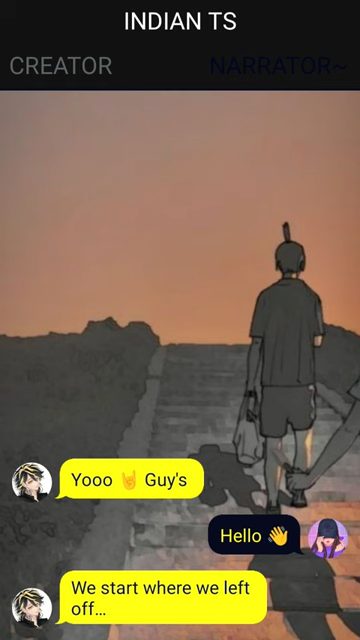 INDIAN TS
CREATOR
NARRATOR~
Yooo 🤘 Guy's
Hello 👋
We start where we left
off...